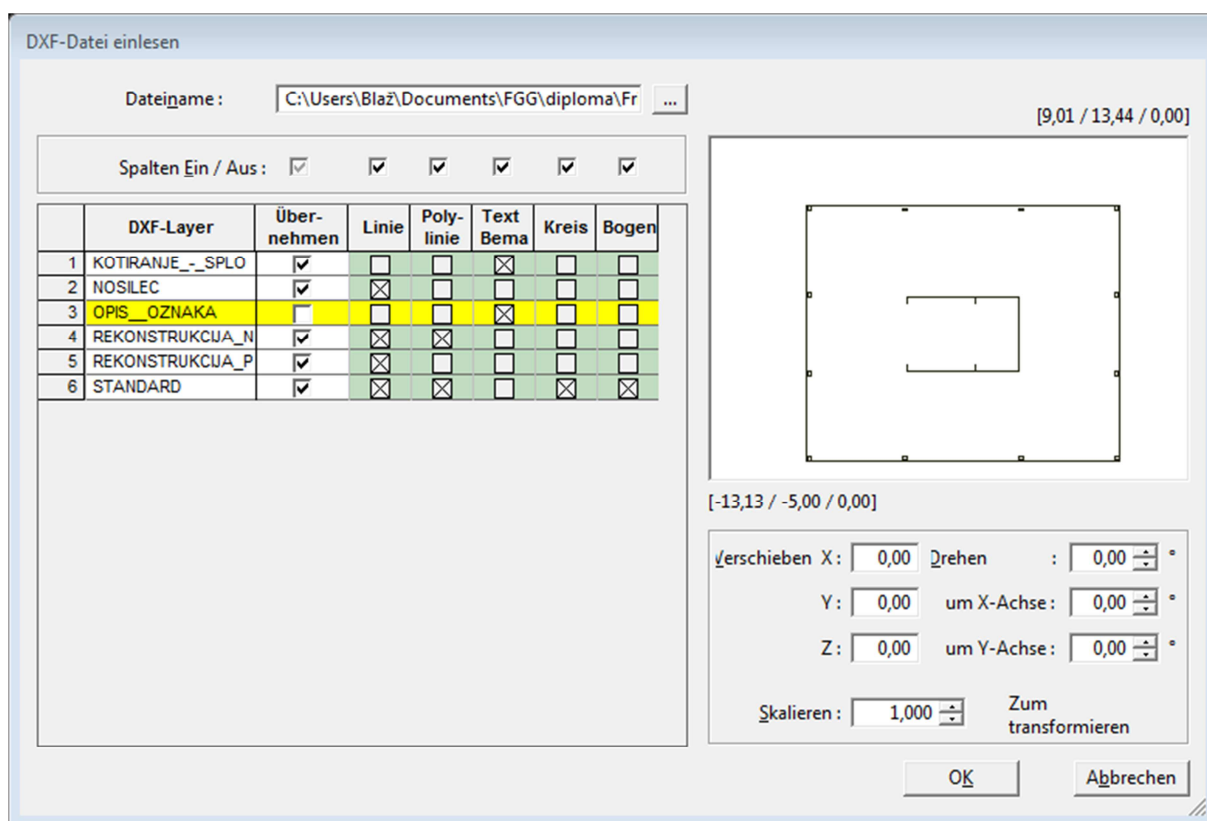 DXF-Datei einlesen
Dateiname : C:\Users\Blaž\Documents\FGG\diploma\Fr ...
Spalten Ein / Aus :
DXF-Layer Über-nehmen Linie Poly-linie Text Bema Kreis Bogen
1 KOTIRANJE_-_SPLO
2 NOSILEC
3 OPIS__OZNAKA
4 REKONSTRUKCIJA_N
5 REKONSTRUKCIJA_P
6 STANDARD
[9,01 / 13,44 / 0,00]
[-13,13 / -5,00 / 0,00]
Verschieben X : 0,00 Drehen : 0,00 °
Y : 0,00 um X-Achse : 0,00 °
Z : 0,00 um Y-Achse : 0,00 °
Skalieren : 1,000 Zum
transformieren
OK Abbrechen